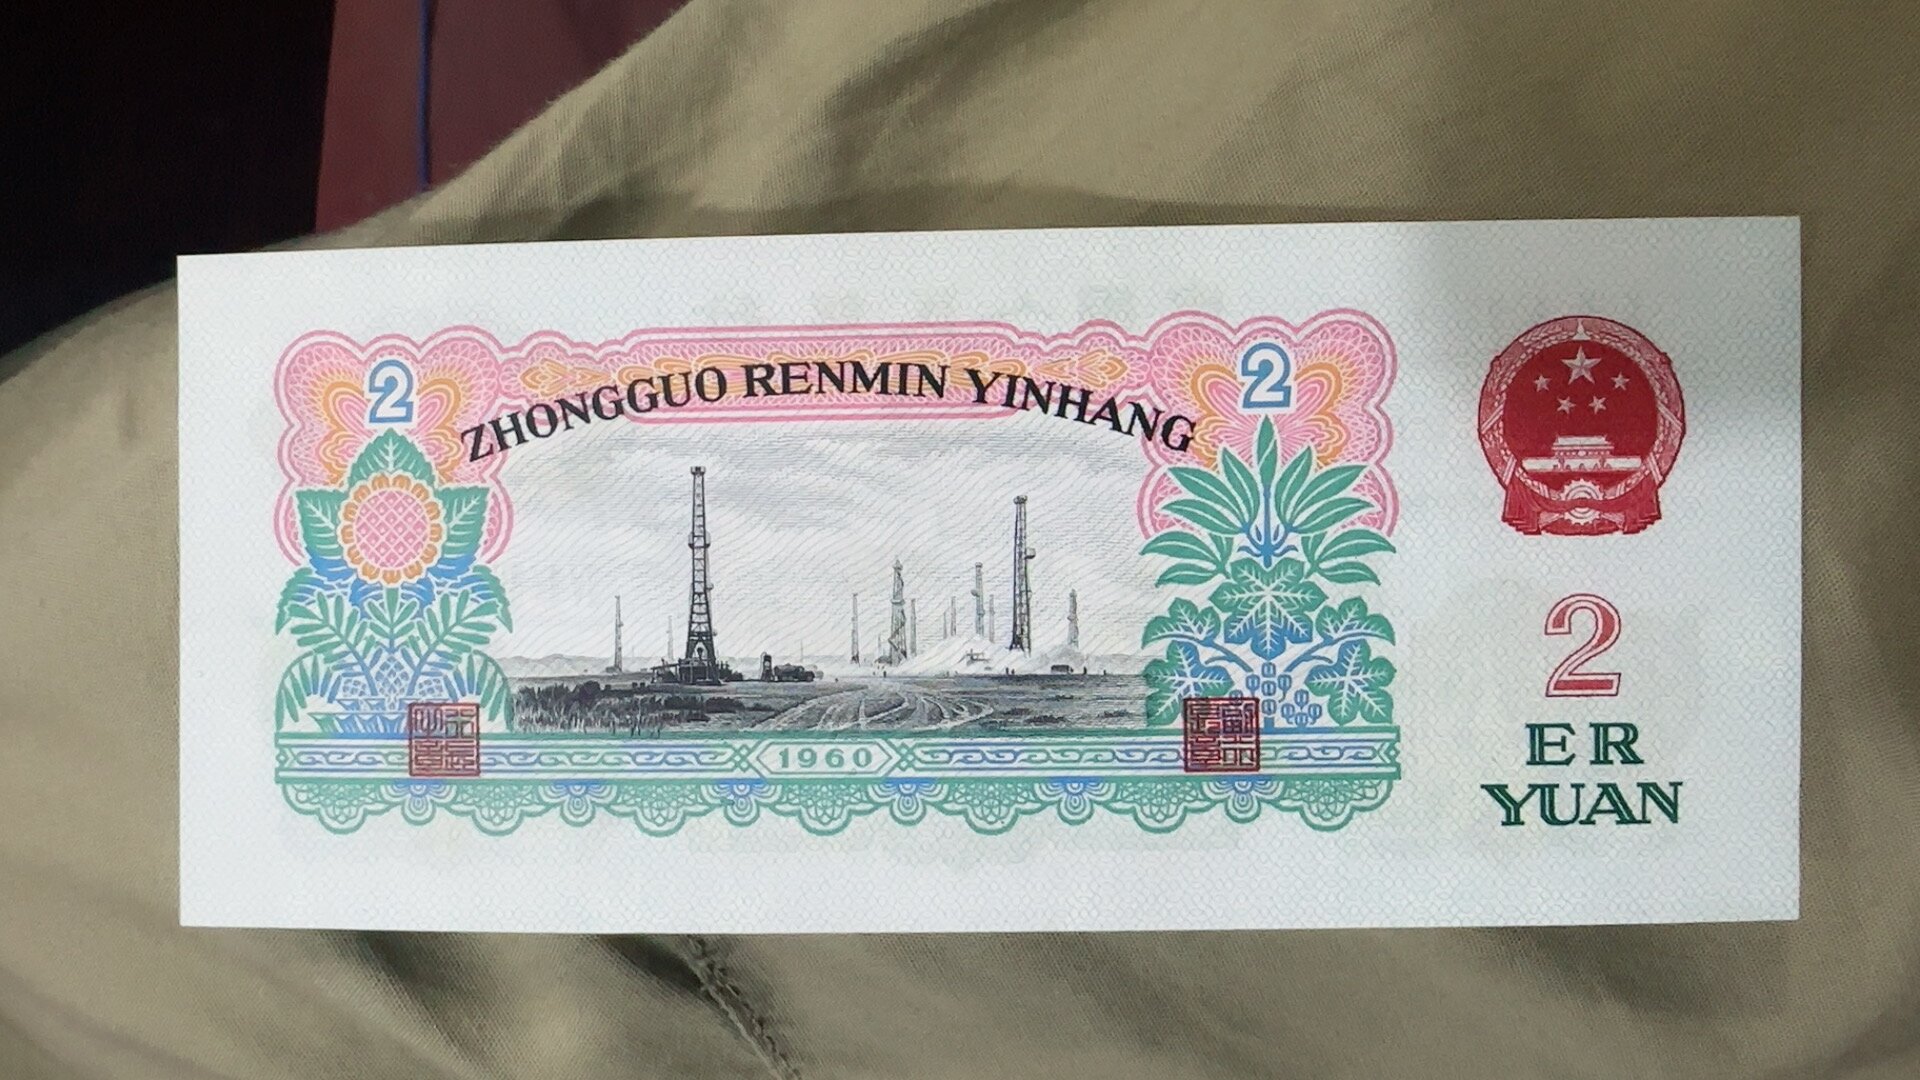 2
2
ZHONGGUO RENMIN YINHANG
1960
2
ER
YUAN